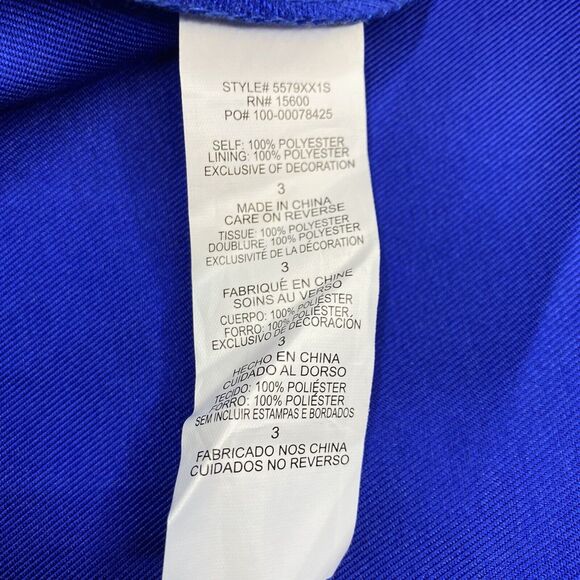 STYLE# 5579XX1S
RN# 15600
PO# 100-00078425
SELF: 100% POLYESTER
LINING: 100% POLYESTER
EXCLUSIVE OF DECORATION
3
MADE IN CHINA
CARE ON REVERSE
TISSUE: 100% POLYESTER
DOUBLURE, 100% POLYESTER
EXCLUSIVITÉ DE LA DÉCORATION
3
FABRIQUÉ EN CHINE
SOINS AU VERSO
CUERPO: 100% POLIÉSTER
FORRO: 100% POLIÉSTER,
EXCLUSIVO DE DECORACIÓN
3
HECHO EN CHINA
CUIDADO AL DORSO
TECIDO: 100% POLIÉSTER
FORRO: 100% POLIÉSTER
SEM INCLUIR ESTAMPAS E BORDADOS
3
FABRICADO NOS CHINA
CUIDADOS NO REVERSO